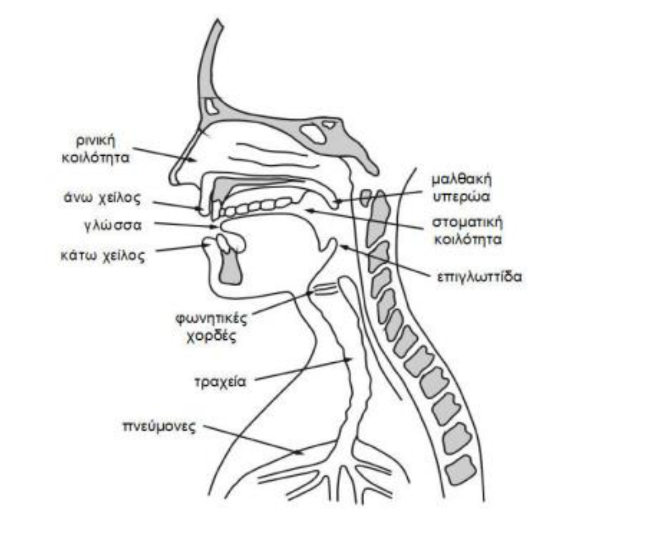 ρινική
κοιλότητα
άνω χείλος
γλώσσα
κάτω χείλος
φωνητικές
χορδές
τραχεία
πνεύμονες
μαλθακή
υπερώα
στοματική
κοιλότητα
επιγλωττίδα